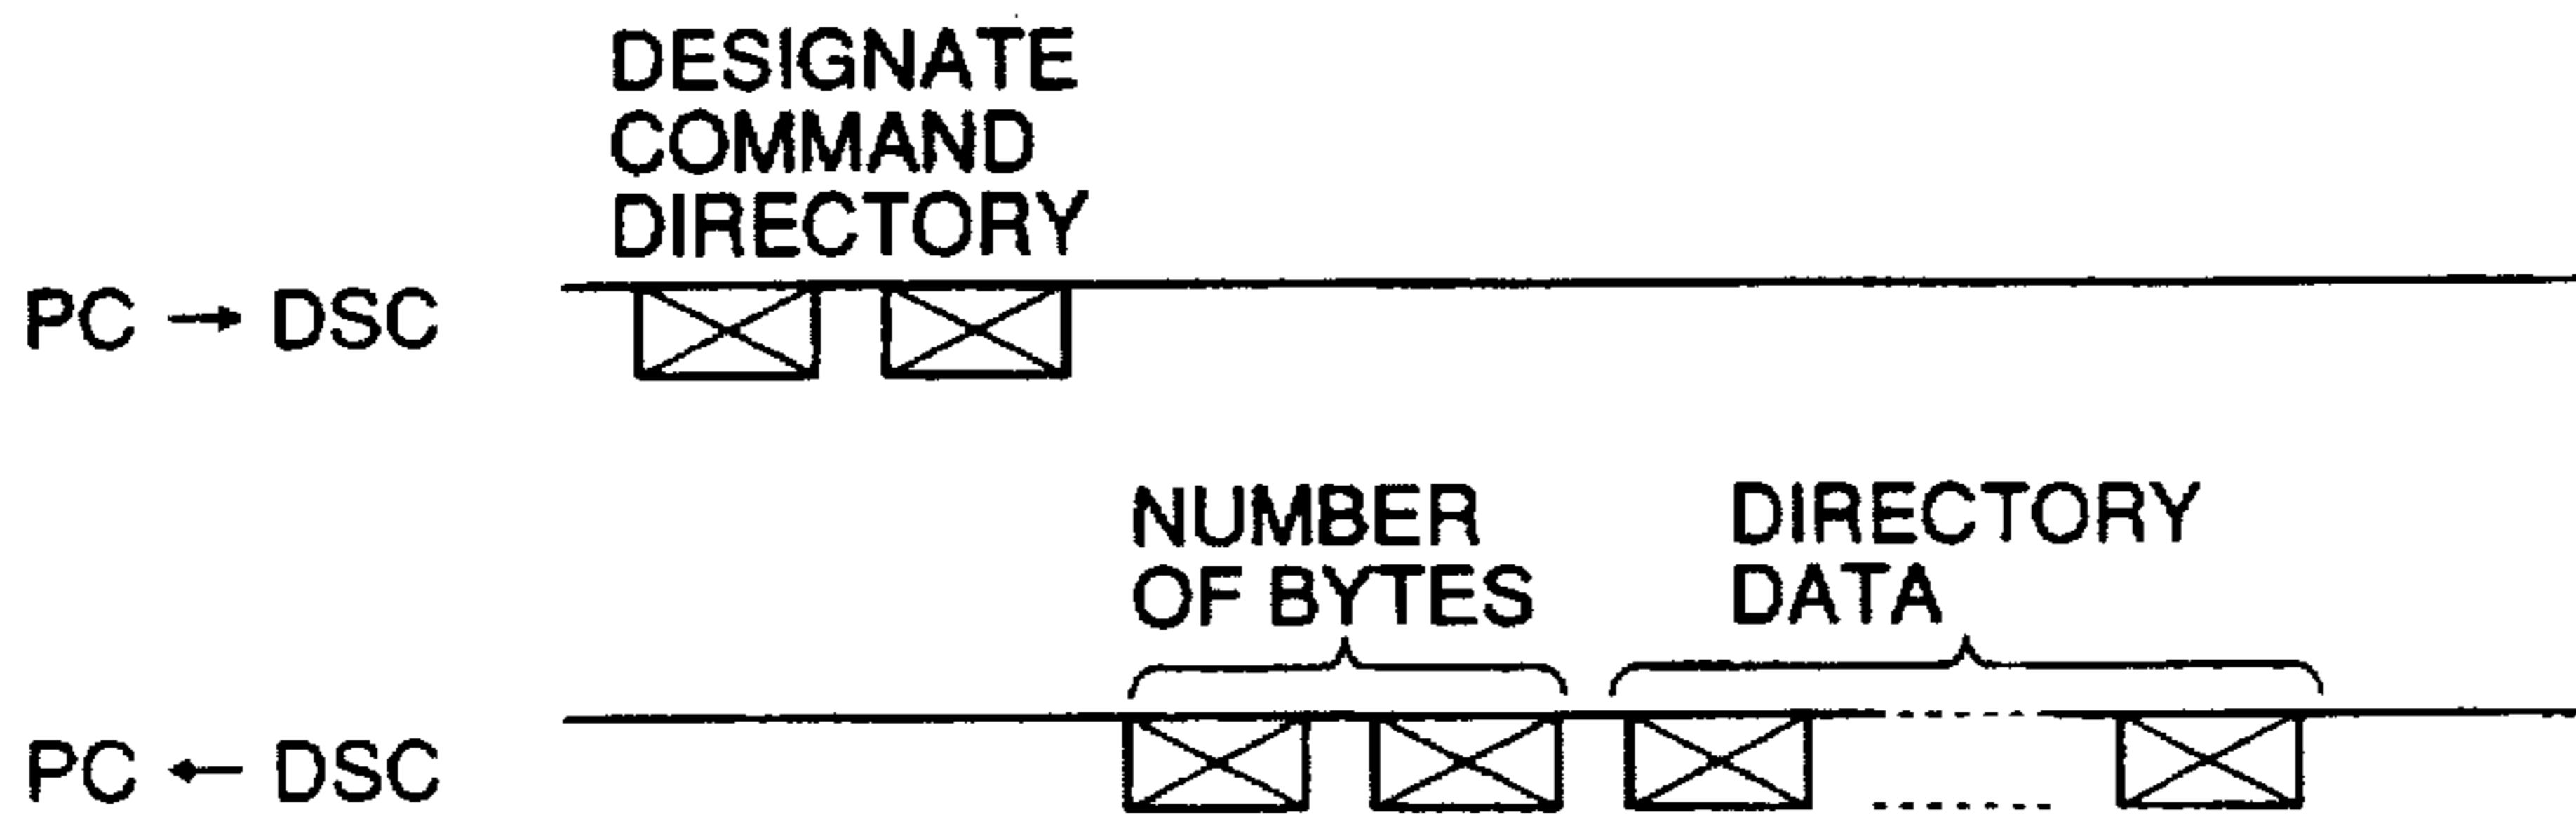 DESIGNATE
COMMAND
DIRECTORY
PC → DSC
NUMBER
OF BYTES
DIRECTORY
DATA
PC ← DSC